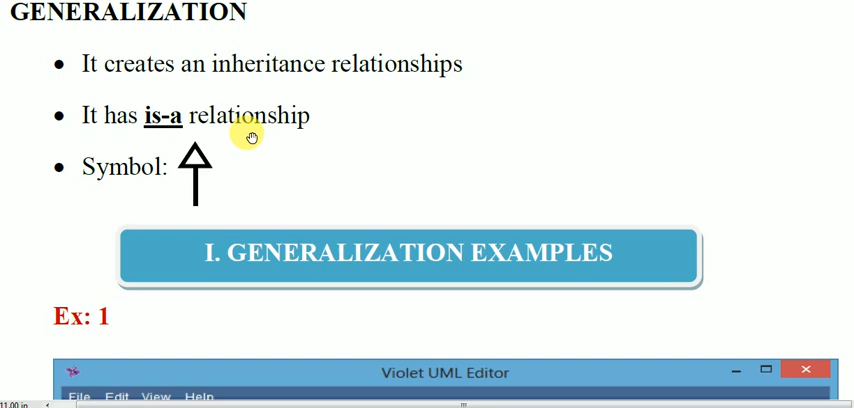 GENERALIZATION
• It creates an inheritance relationships
• It has is-a relationship
• Symbol:
I. GENERALIZATION EXAMPLES
Ex: 1
Violet UML Editor
File Edit View Help
11.00 in